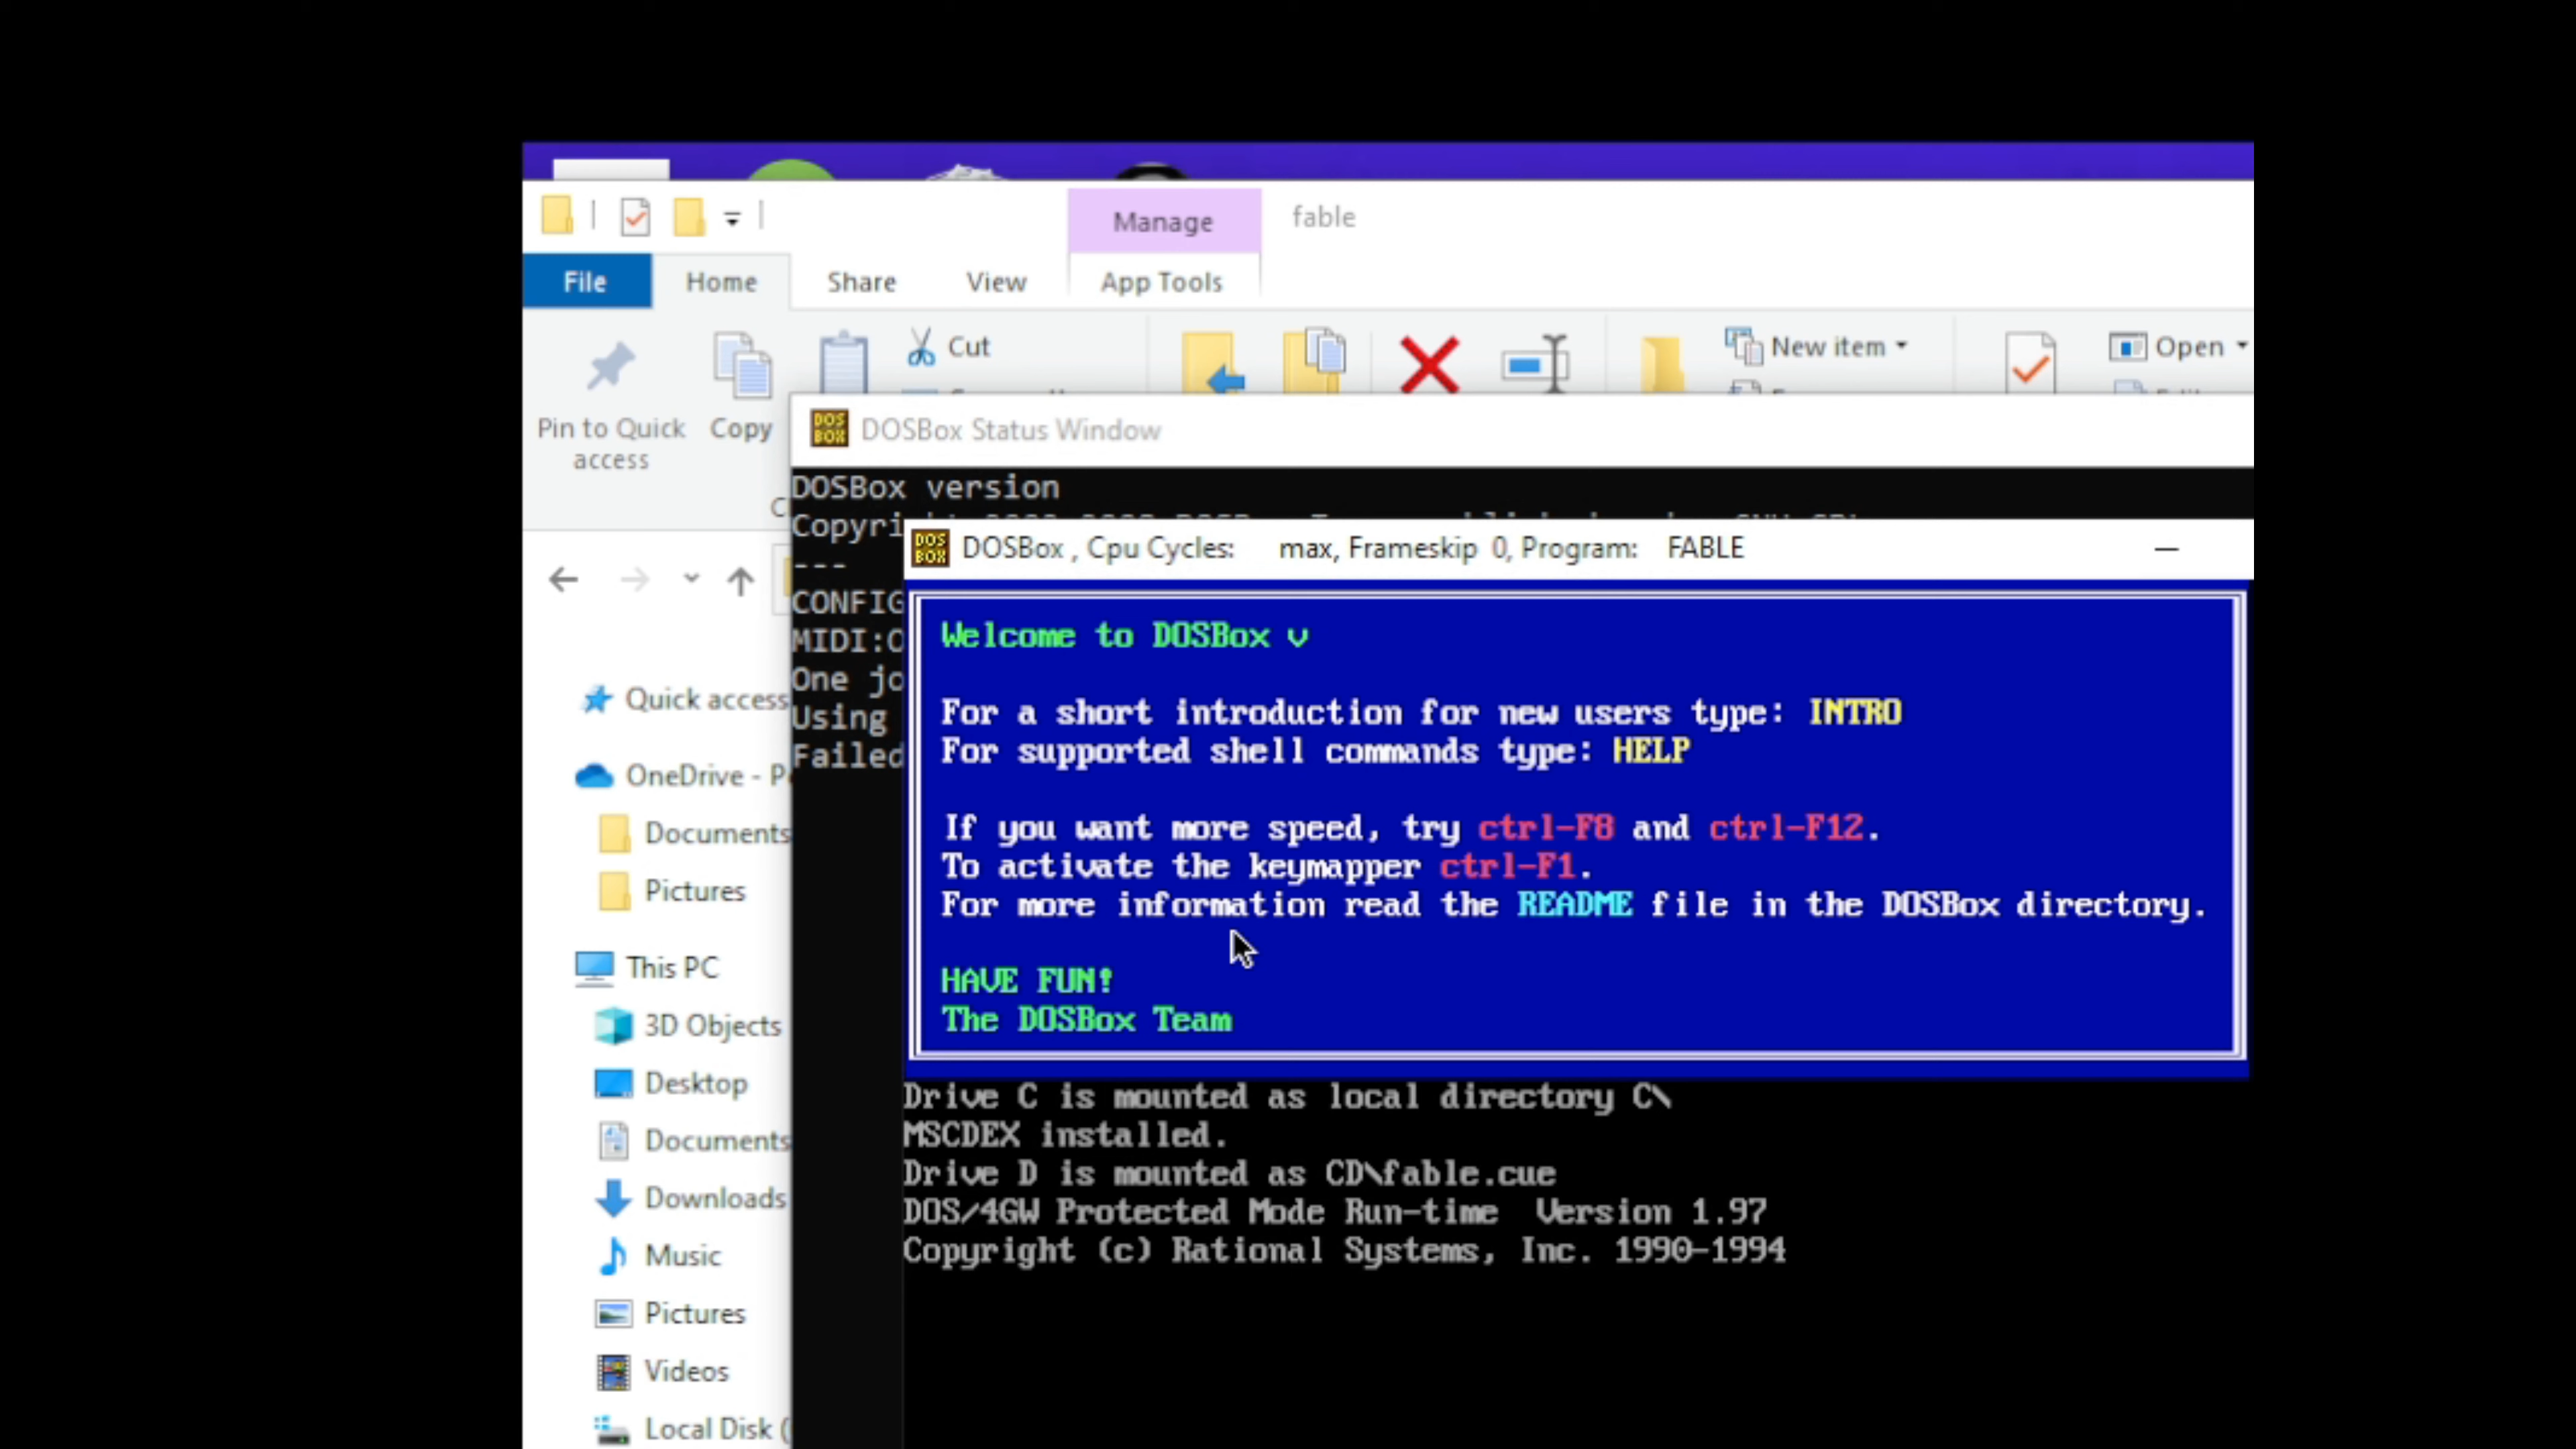 Manage
fable
File
Home
Share
View
App Tools
Cut
New item
Open
Pin to Quick
access
Copy
DOS
BOX
DOSBox Status Window
DOSBox version
Copyri
DOS
BOX
DOSBox , Cpu Cycles: max, Frameskip 0, Program: FABLE
---
CONFIG
MIDI:
One jo
Using
Failed
Welcome to DOSBox v
For a short introduction for new users type: INTRO
For supported shell commands type: HELP
If you want more speed, try ctrl-F8 and ctrl-F12.
To activate the keymapper ctrl-F1.
For more information read the README file in the DOSBox directory.
HAVE FUN!
The DOSBox Team
Drive C is mounted as local directory C\
MSCDEX installed.
Drive D is mounted as CD\fable.cue
DOS/4GW Protected Mode Run-time Version 1.97
Copyright (c) Rational Systems, Inc. 1990-1994
Quick access
OneDrive - P
Documents
Pictures
This PC
3D Objects
Desktop
Documents
Downloads
Music
Pictures
Videos
Local Disk (